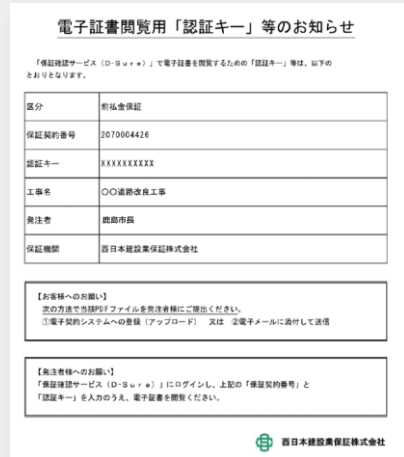 電子証書閲覧用「認証キー」等のお知らせ
「保証確認サービス（D-Sure）」で電子証書を閲覧するための「認証キー」等は、以下の
とおりとなります。
区分 前払金保証
保証契約番号 2070004426
認証キー XXXXXXXXXX
工事名 〇〇道路改良工事
発注者 鹿島市長
保証機関 西日本建設業保証株式会社
【お客様へのお願い】
次の方法で当該PDFファイルを発注者様にご提出ください。
①電子契約システムへの登録（アップロード） 又は ②電子メールに添付して送信
【発注者様へのお願い】
「保証確認サービス（D-Sure）」にログインし、上記の「保証契約番号」と
「認証キー」を入力のうえ、電子証書を閲覧ください。
西日本建設業保証株式会社